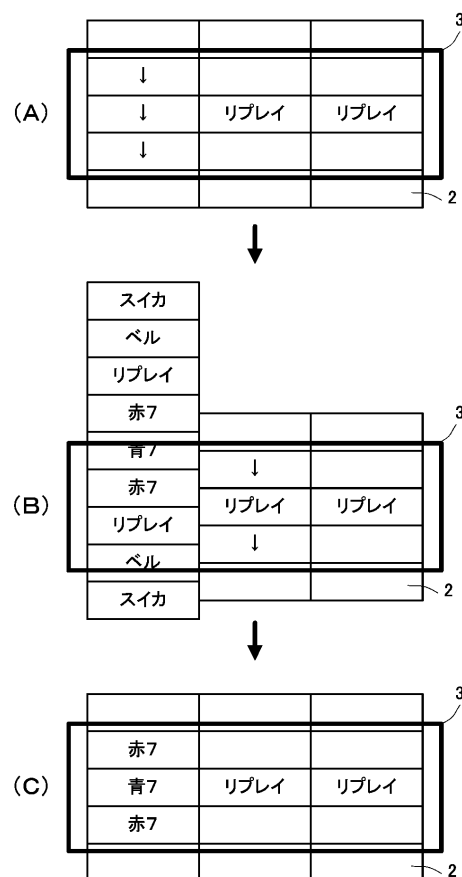 3
↓
(A) ↓ リプレイ リプレイ
↓
2
スイカ
ベル
リプレイ
赤7
3
青7
赤7 ↓
(B) リプレイ リプレイ リプレイ
ベル ↓
スイカ 2
3
赤7
(C) 青7 リプレイ リプレイ
赤7
2